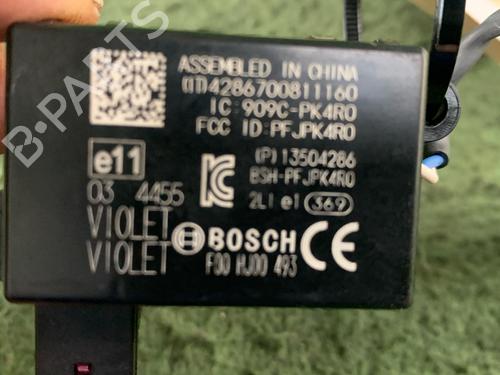 ASSEMBLED IN CHINA
(1T)4286700811160
IC:909C-PK4R0
FCC ID:PFJPK4R0
e11
03 4455
(P)13504286
BSH-PFJPK4R0
2LI e1 369
VIOLET
VIOLET
BOSCH
F00 HJ00 493
CE
B-PARTS